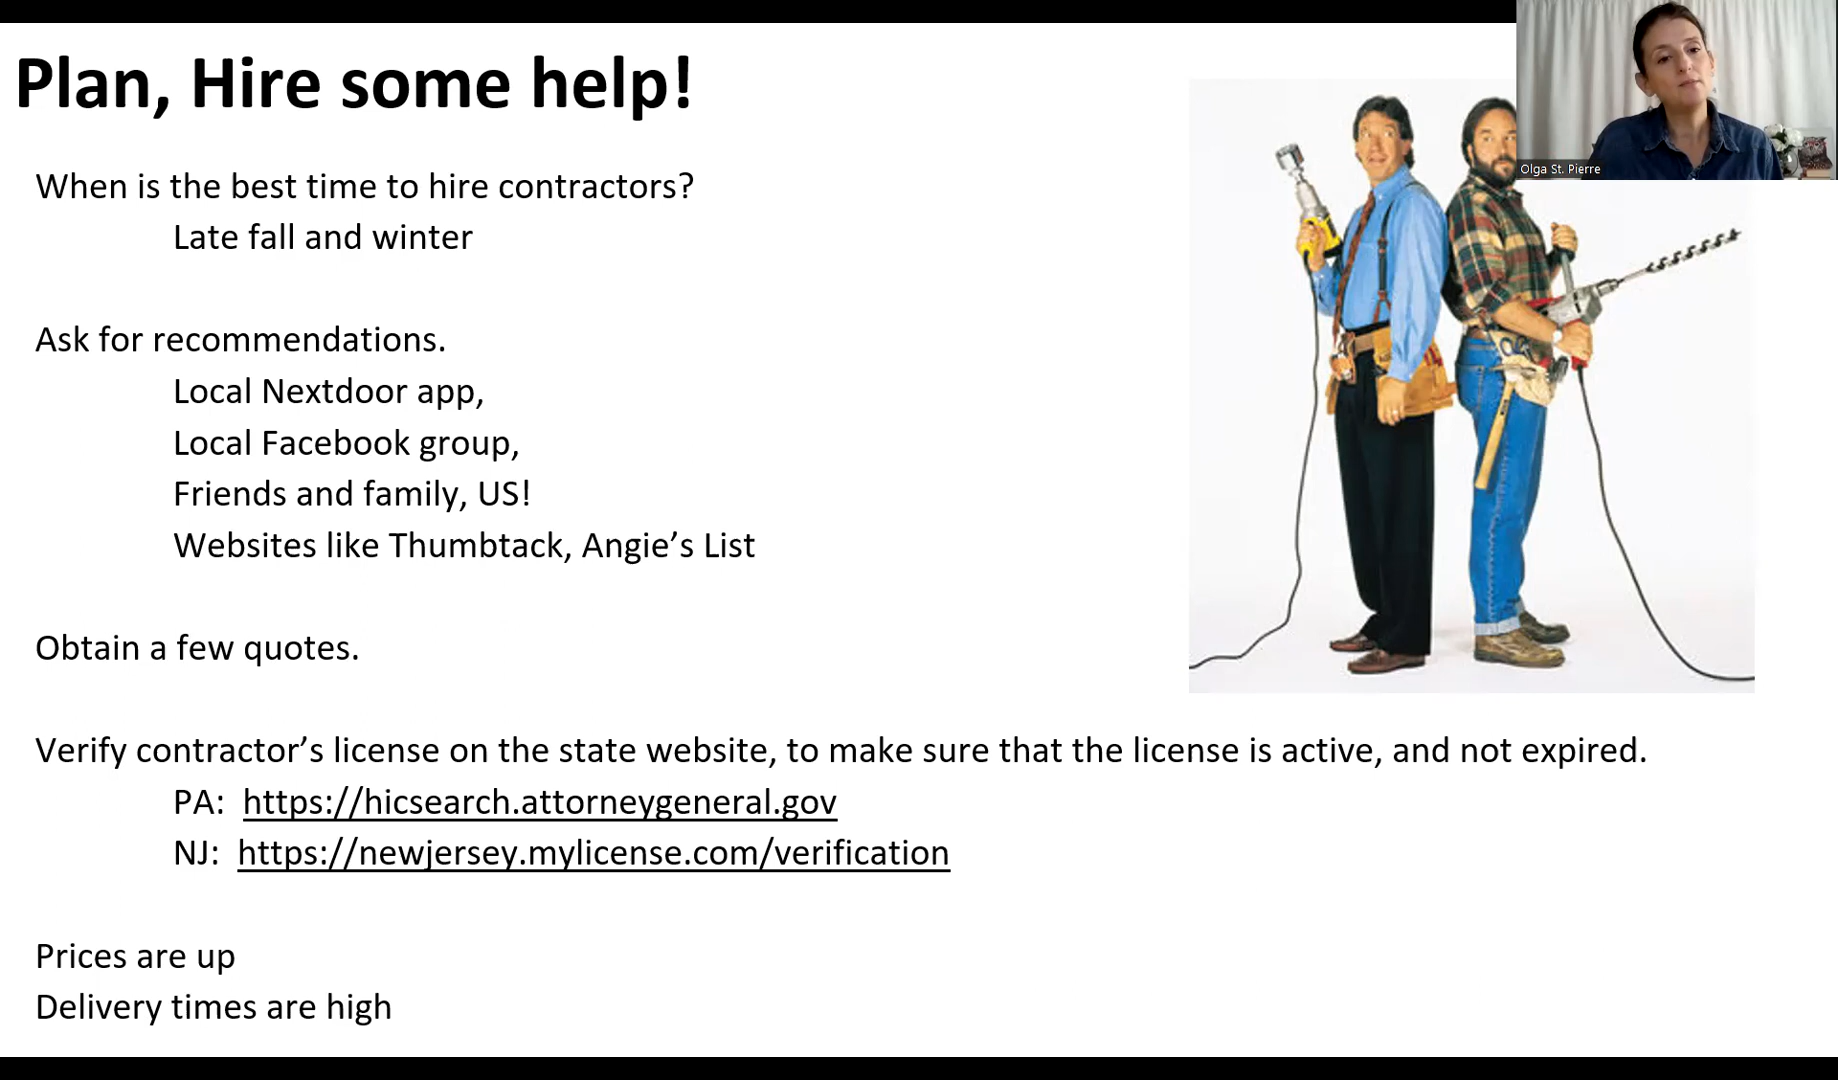 Plan, Hire some help!
Olga St. Pierre
When is the best time to hire contractors?
Late fall and winter
Ask for recommendations.
Local Nextdoor app,
Local Facebook group,
Friends and family, US!
Websites like Thumbtack, Angie’s List
Obtain a few quotes.
Verify contractor’s license on the state website, to make sure that the license is active, and not expired.
PA: https://hicsearch.attorneygeneral.gov
NJ: https://newjersey.mylicense.com/verification
Prices are up
Delivery times are high